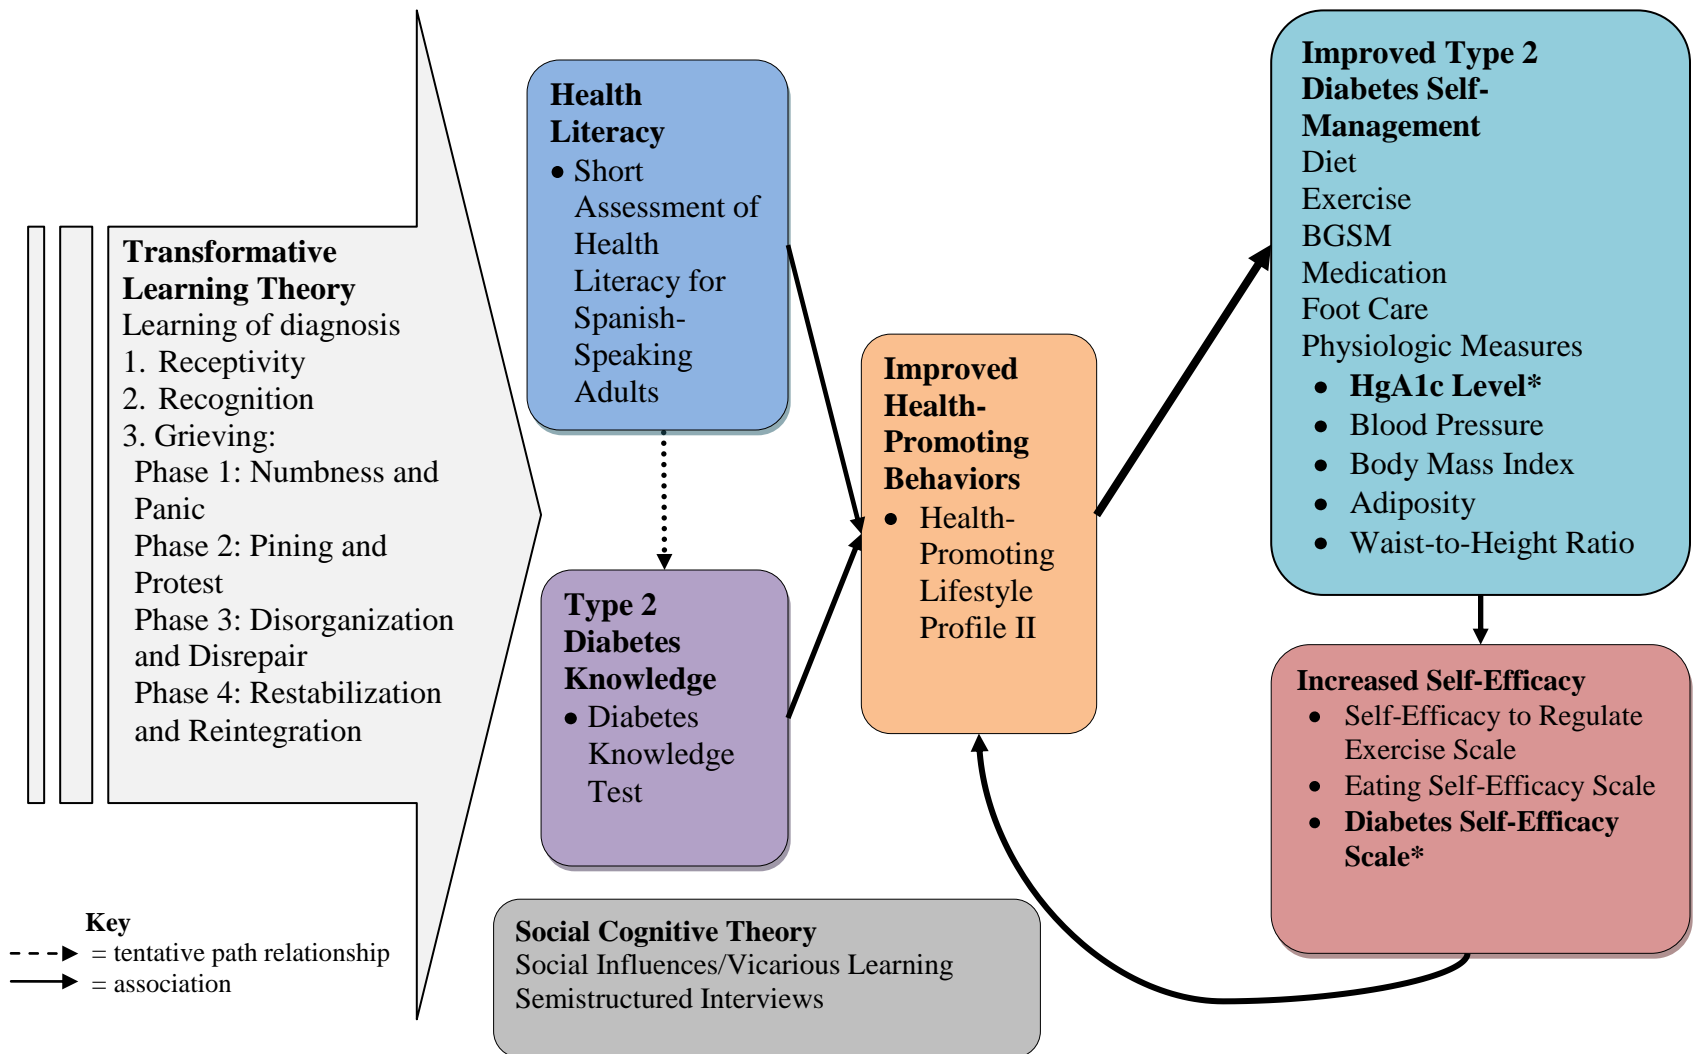 Transformative
Learning Theory
Learning of diagnosis
1. Receptivity
2. Recognition
3. Grieving:
Phase 1: Numbness and
Panic
Phase 2: Pining and
Protest
Phase 3: Disorganization
and Disrepair
Phase 4: Restabilization
and Reintegration
Key
= tentative path relationship
= association
Health
Literacy
• Short
Assessment of
Health
Literacy for
Spanish-
Speaking
Adults
Type 2
Diabetes
Knowledge
• Diabetes
Knowledge
Test
Social Cognitive Theory
Social Influences/Vicarious Learning
Semistructured Interviews
Improved
Health-
Promoting
Behaviors
• Health-
Promoting
Lifestyle
Profile II
Improved Type 2
Diabetes Self-
Management
Diet
Exercise
BGSM
Medication
Foot Care
Physiologic Measures
• HgA1c Level*
• Blood Pressure
• Body Mass Index
• Adiposity
• Waist-to-Height Ratio
Increased Self-Efficacy
• Self-Efficacy to Regulate
Exercise Scale
• Eating Self-Efficacy Scale
• Diabetes Self-Efficacy
Scale*